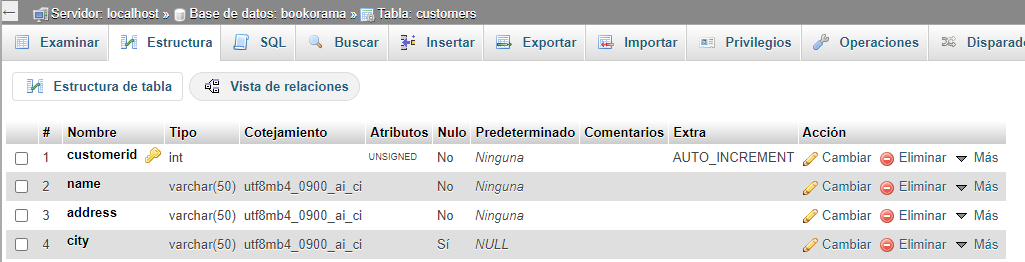 ← Servidor: localhost » Base de datos: bookorama » Tabla: customers
Examinar Estructura SQL Buscar Insertar Exportar Importar Privilegios Operaciones Disparado
Estructura de tabla Vista de relaciones
# Nombre Tipo Cotejamiento Atributos Nulo Predeterminado Comentarios Extra Acción
1 customerid int UNSIGNED No Ninguna AUTO_INCREMENT Cambiar Eliminar Más
2 name varchar(50) utf8mb4_0900_ai_ci No Ninguna Cambiar Eliminar Más
3 address varchar(50) utf8mb4_0900_ai_ci No Ninguna Cambiar Eliminar Más
4 city varchar(50) utf8mb4_0900_ai_ci Sí NULL Cambiar Eliminar Más